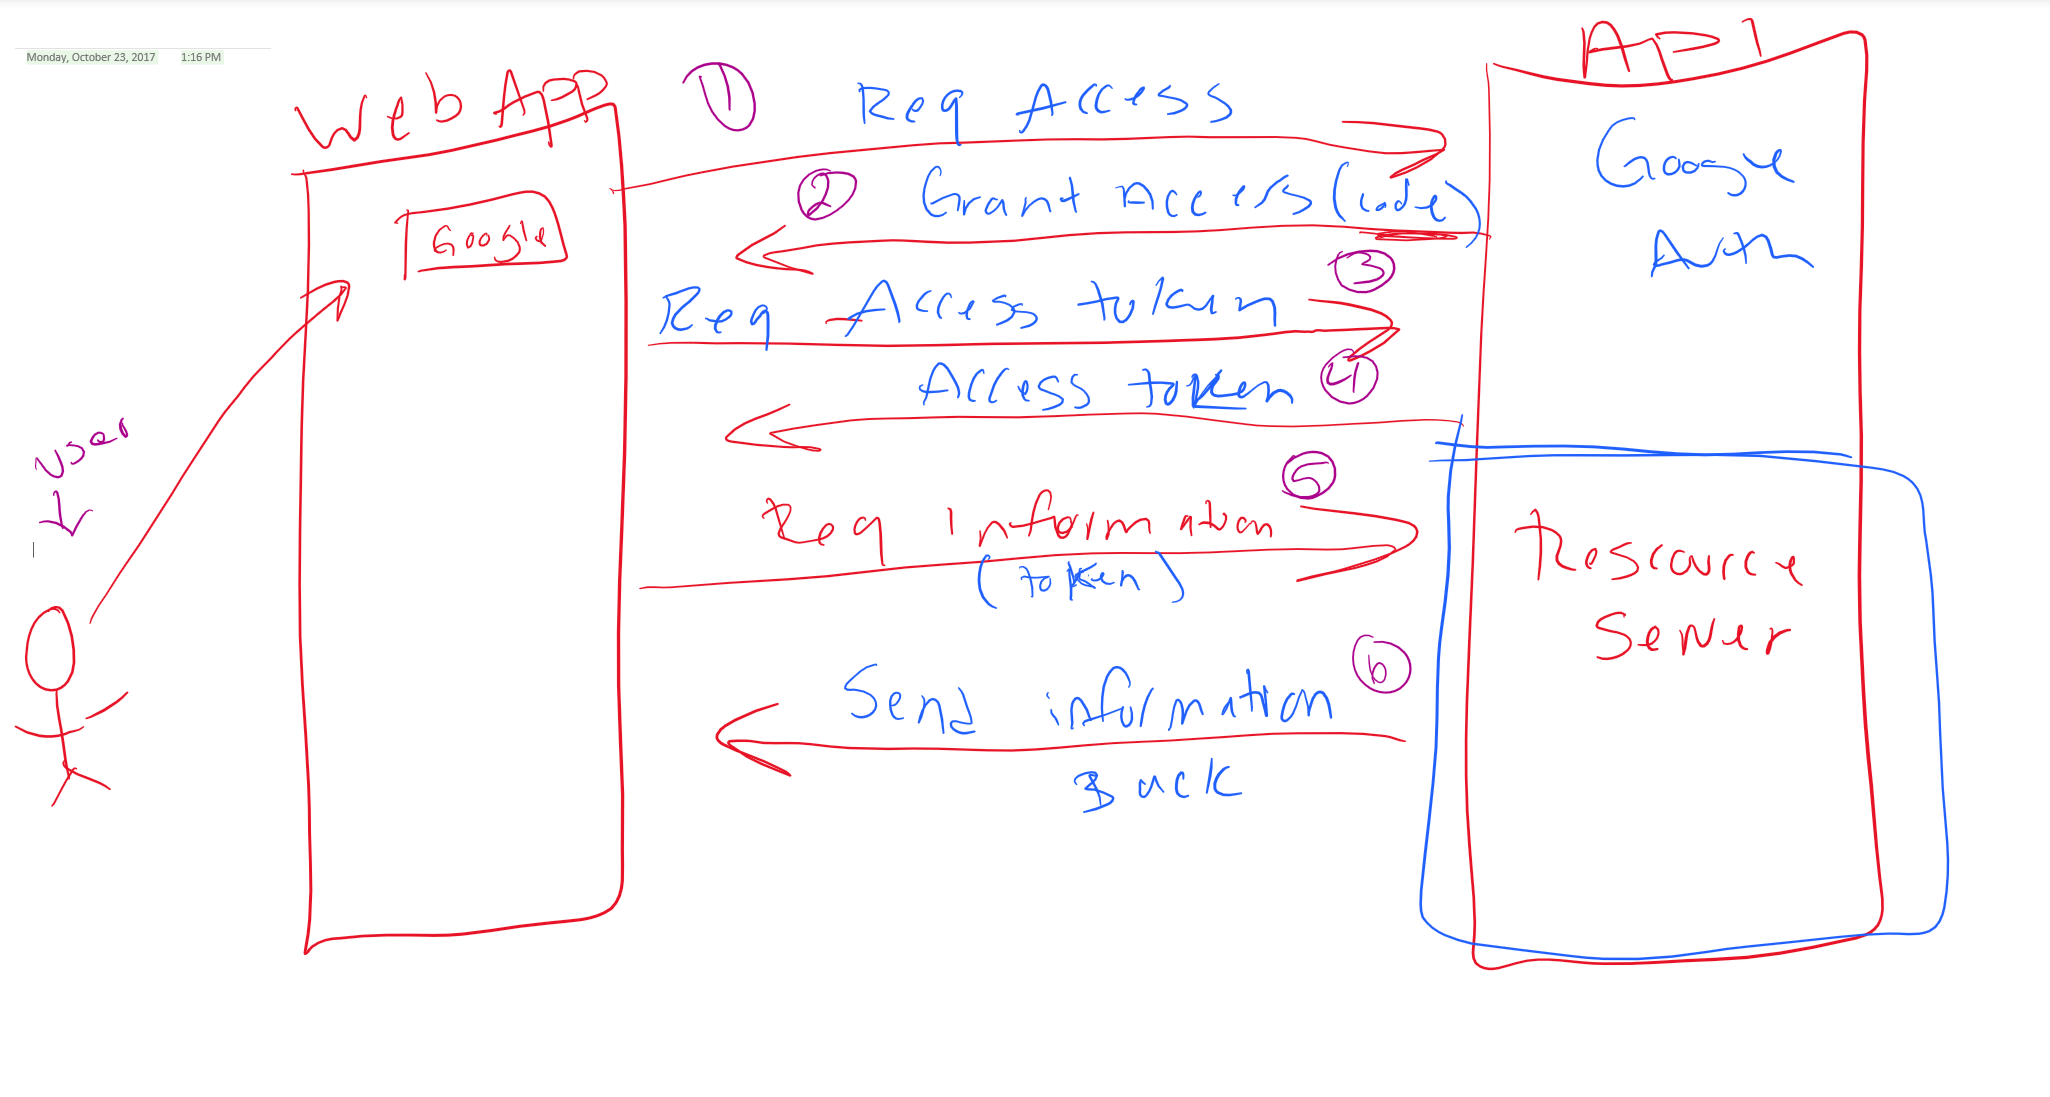 Monday, October 23, 2017 1:16 PM
Web App
API
1
Req Access
Google
Auth
2
Grant Access (code)
Google
3
Req Access token
Access token
4
user
5
Req Information
(token)
Rescource
Server
6
Send information
Back